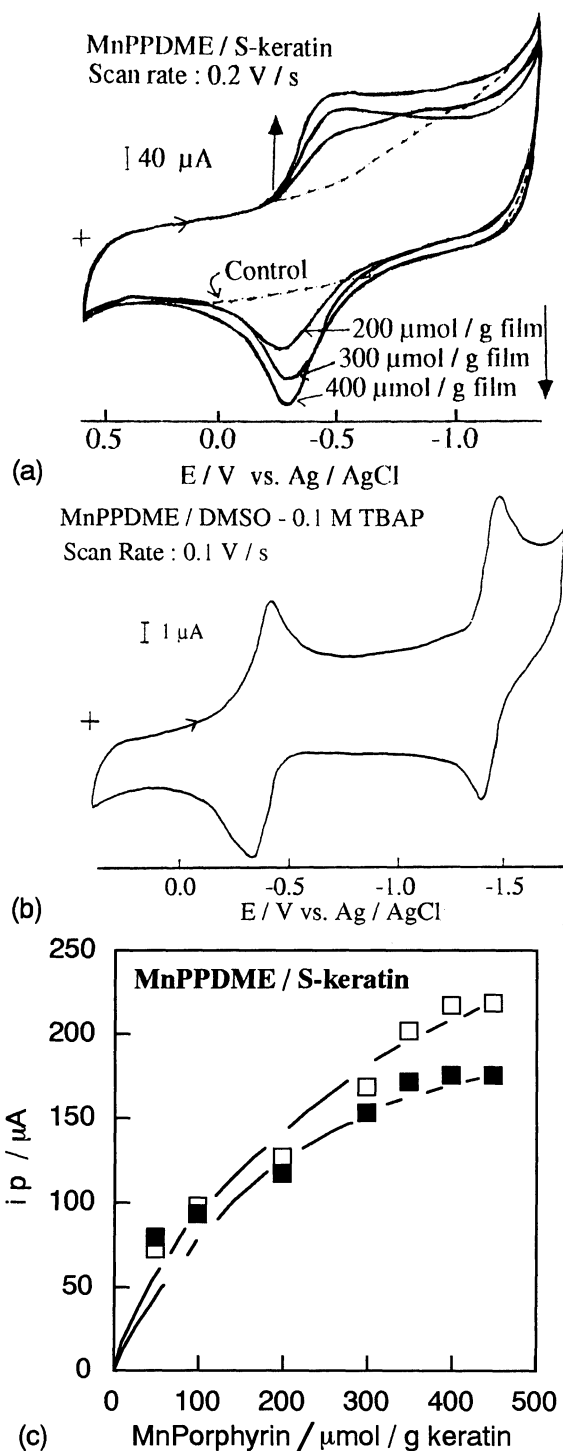 MnPPDME / S-keratin
Scan rate : 0.2 V / s
40 μA
+
Control
200 μmol / g film
300 μmol / g film
400 μmol / g film
0.5 0.0 -0.5 -1.0
E / V vs. Ag / AgCl
(a)
MnPPDME / DMSO - 0.1 M TBAP
Scan Rate : 0.1 V / s
1 μA
+
0.0 -0.5 -1.0 -1.5
E / V vs. Ag / AgCl
(b)
MnPPDME / S-keratin
250
200
150
100
50
0
i p / μA
0 100 200 300 400 500
MnPorphyrin / μmol / g keratin
(c)